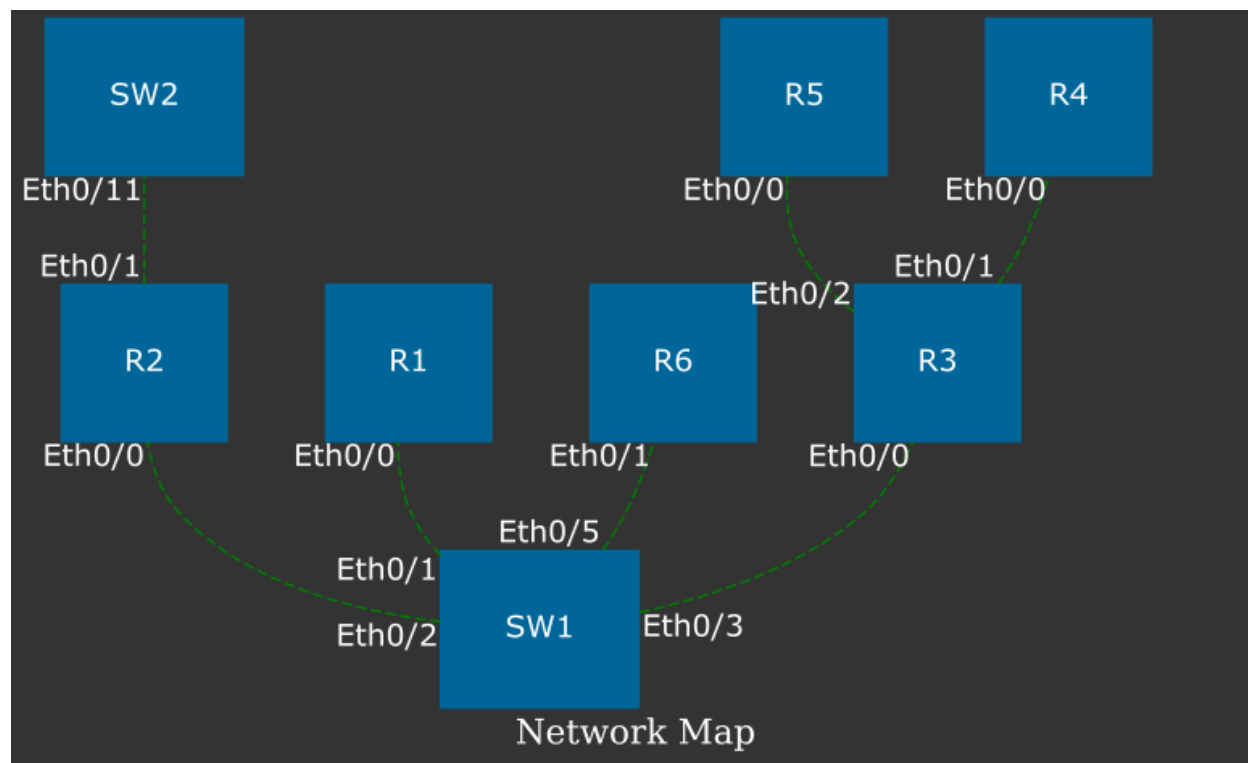 SW2
R5
R4
Eth0/11
Eth0/0
Eth0/0
Eth0/1
Eth0/1
Eth0/2
R2
R1
R6
R3
Eth0/0
Eth0/0
Eth0/1
Eth0/0
Eth0/5
Eth0/1
SW1
Eth0/3
Eth0/2
Network Map